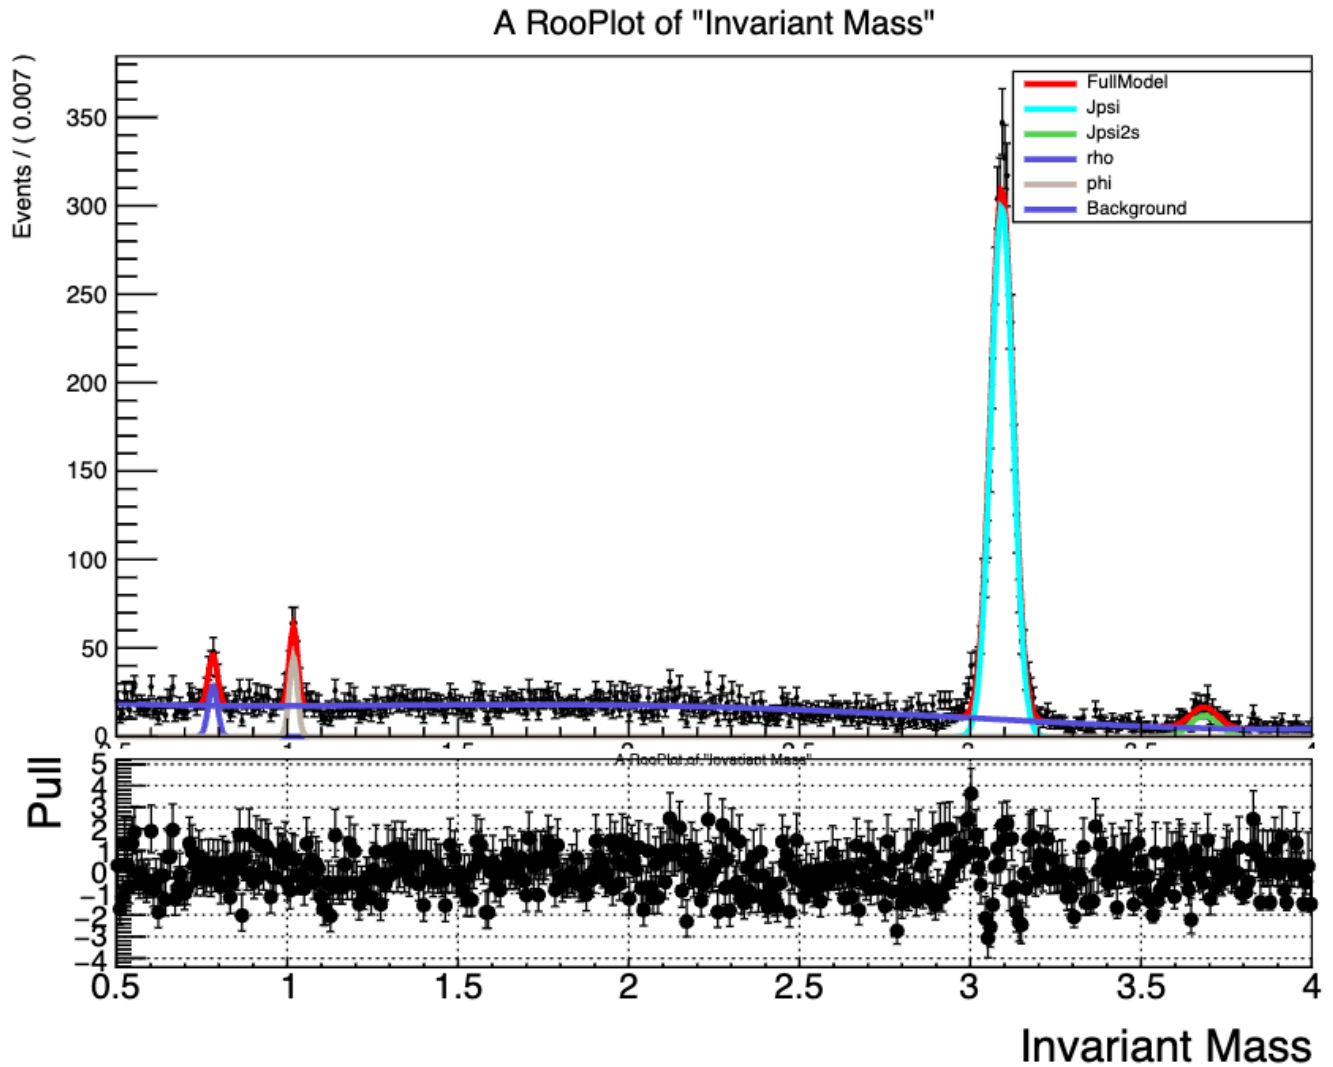 A RooPlot of "Invariant Mass"
Events / ( 0.007 )
350
300
250
200
150
100
50
0
FullModel
Jpsi
Jpsi2s
rho
phi
Background
A RooPlot of "Invariant Mass"
Pull
5
4
3
2
1
0
−1
−2
−3
−4
0.5 1 1.5 2 2.5 3 3.5 4
Invariant Mass